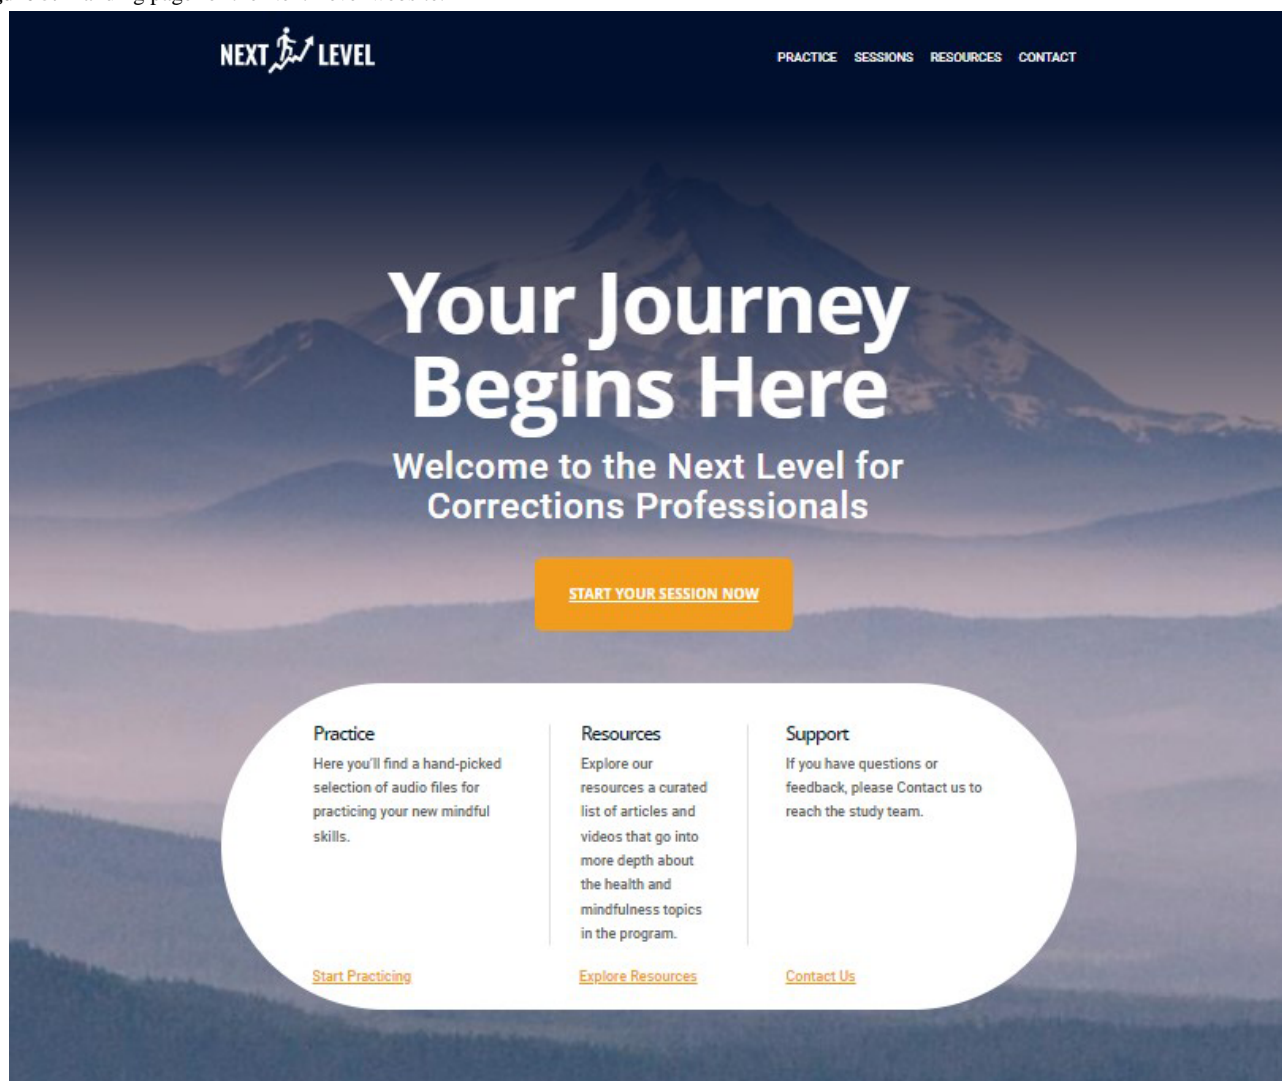 NEXT LEVEL
PRACTICE SESSIONS RESOURCES CONTACT
Your Journey
Begins Here
Welcome to the Next Level for
Corrections Professionals
START YOUR SESSION NOW
Practice
Here you'll find a hand-picked
selection of audio files for
practicing your new mindful
skills.
Start Practicing
Resources
Explore our
resources a curated
list of articles and
videos that go into
more depth about
the health and
mindfulness topics
in the program.
Explore Resources
Support
If you have questions or
feedback, please Contact us to
reach the study team.
Contact Us